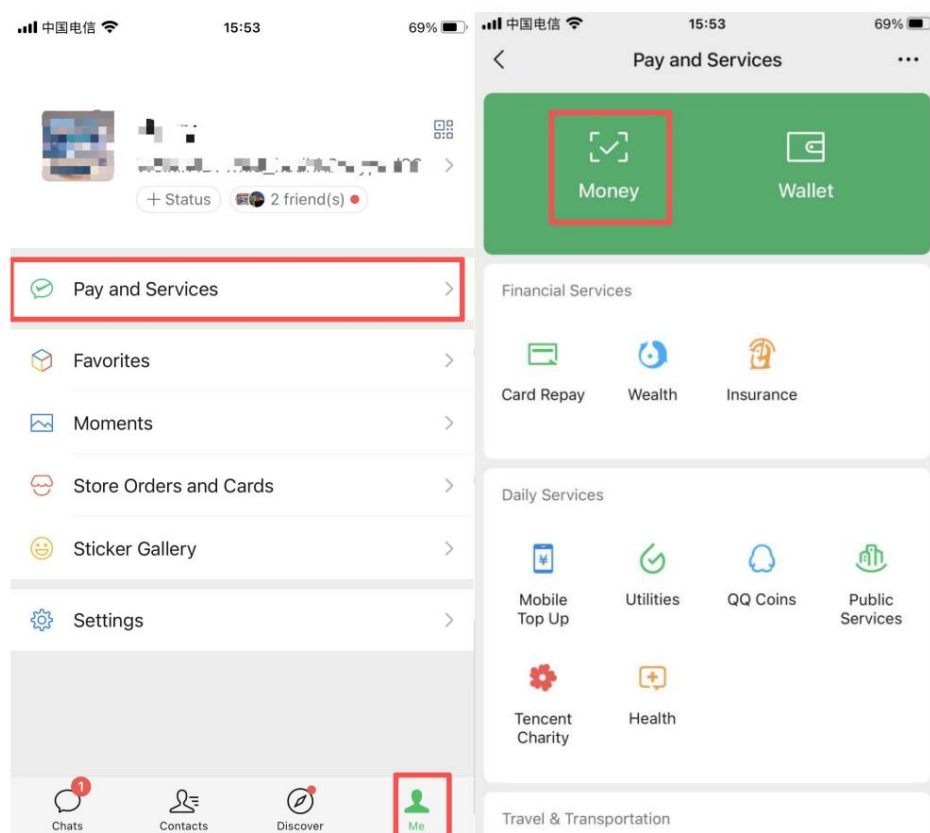 中国电信
15:53
69%
+ Status
2 friend(s)
Pay and Services
Favorites
Moments
Store Orders and Cards
Sticker Gallery
Settings
1
Chats
Contacts
Discover
Me
中国电信
15:53
69%
Pay and Services
Money
Wallet
Financial Services
Card Repay
Wealth
Insurance
Daily Services
¥
Mobile
Top Up
Utilities
QQ Coins
Public
Services
Tencent
Charity
Health
Travel & Transportation